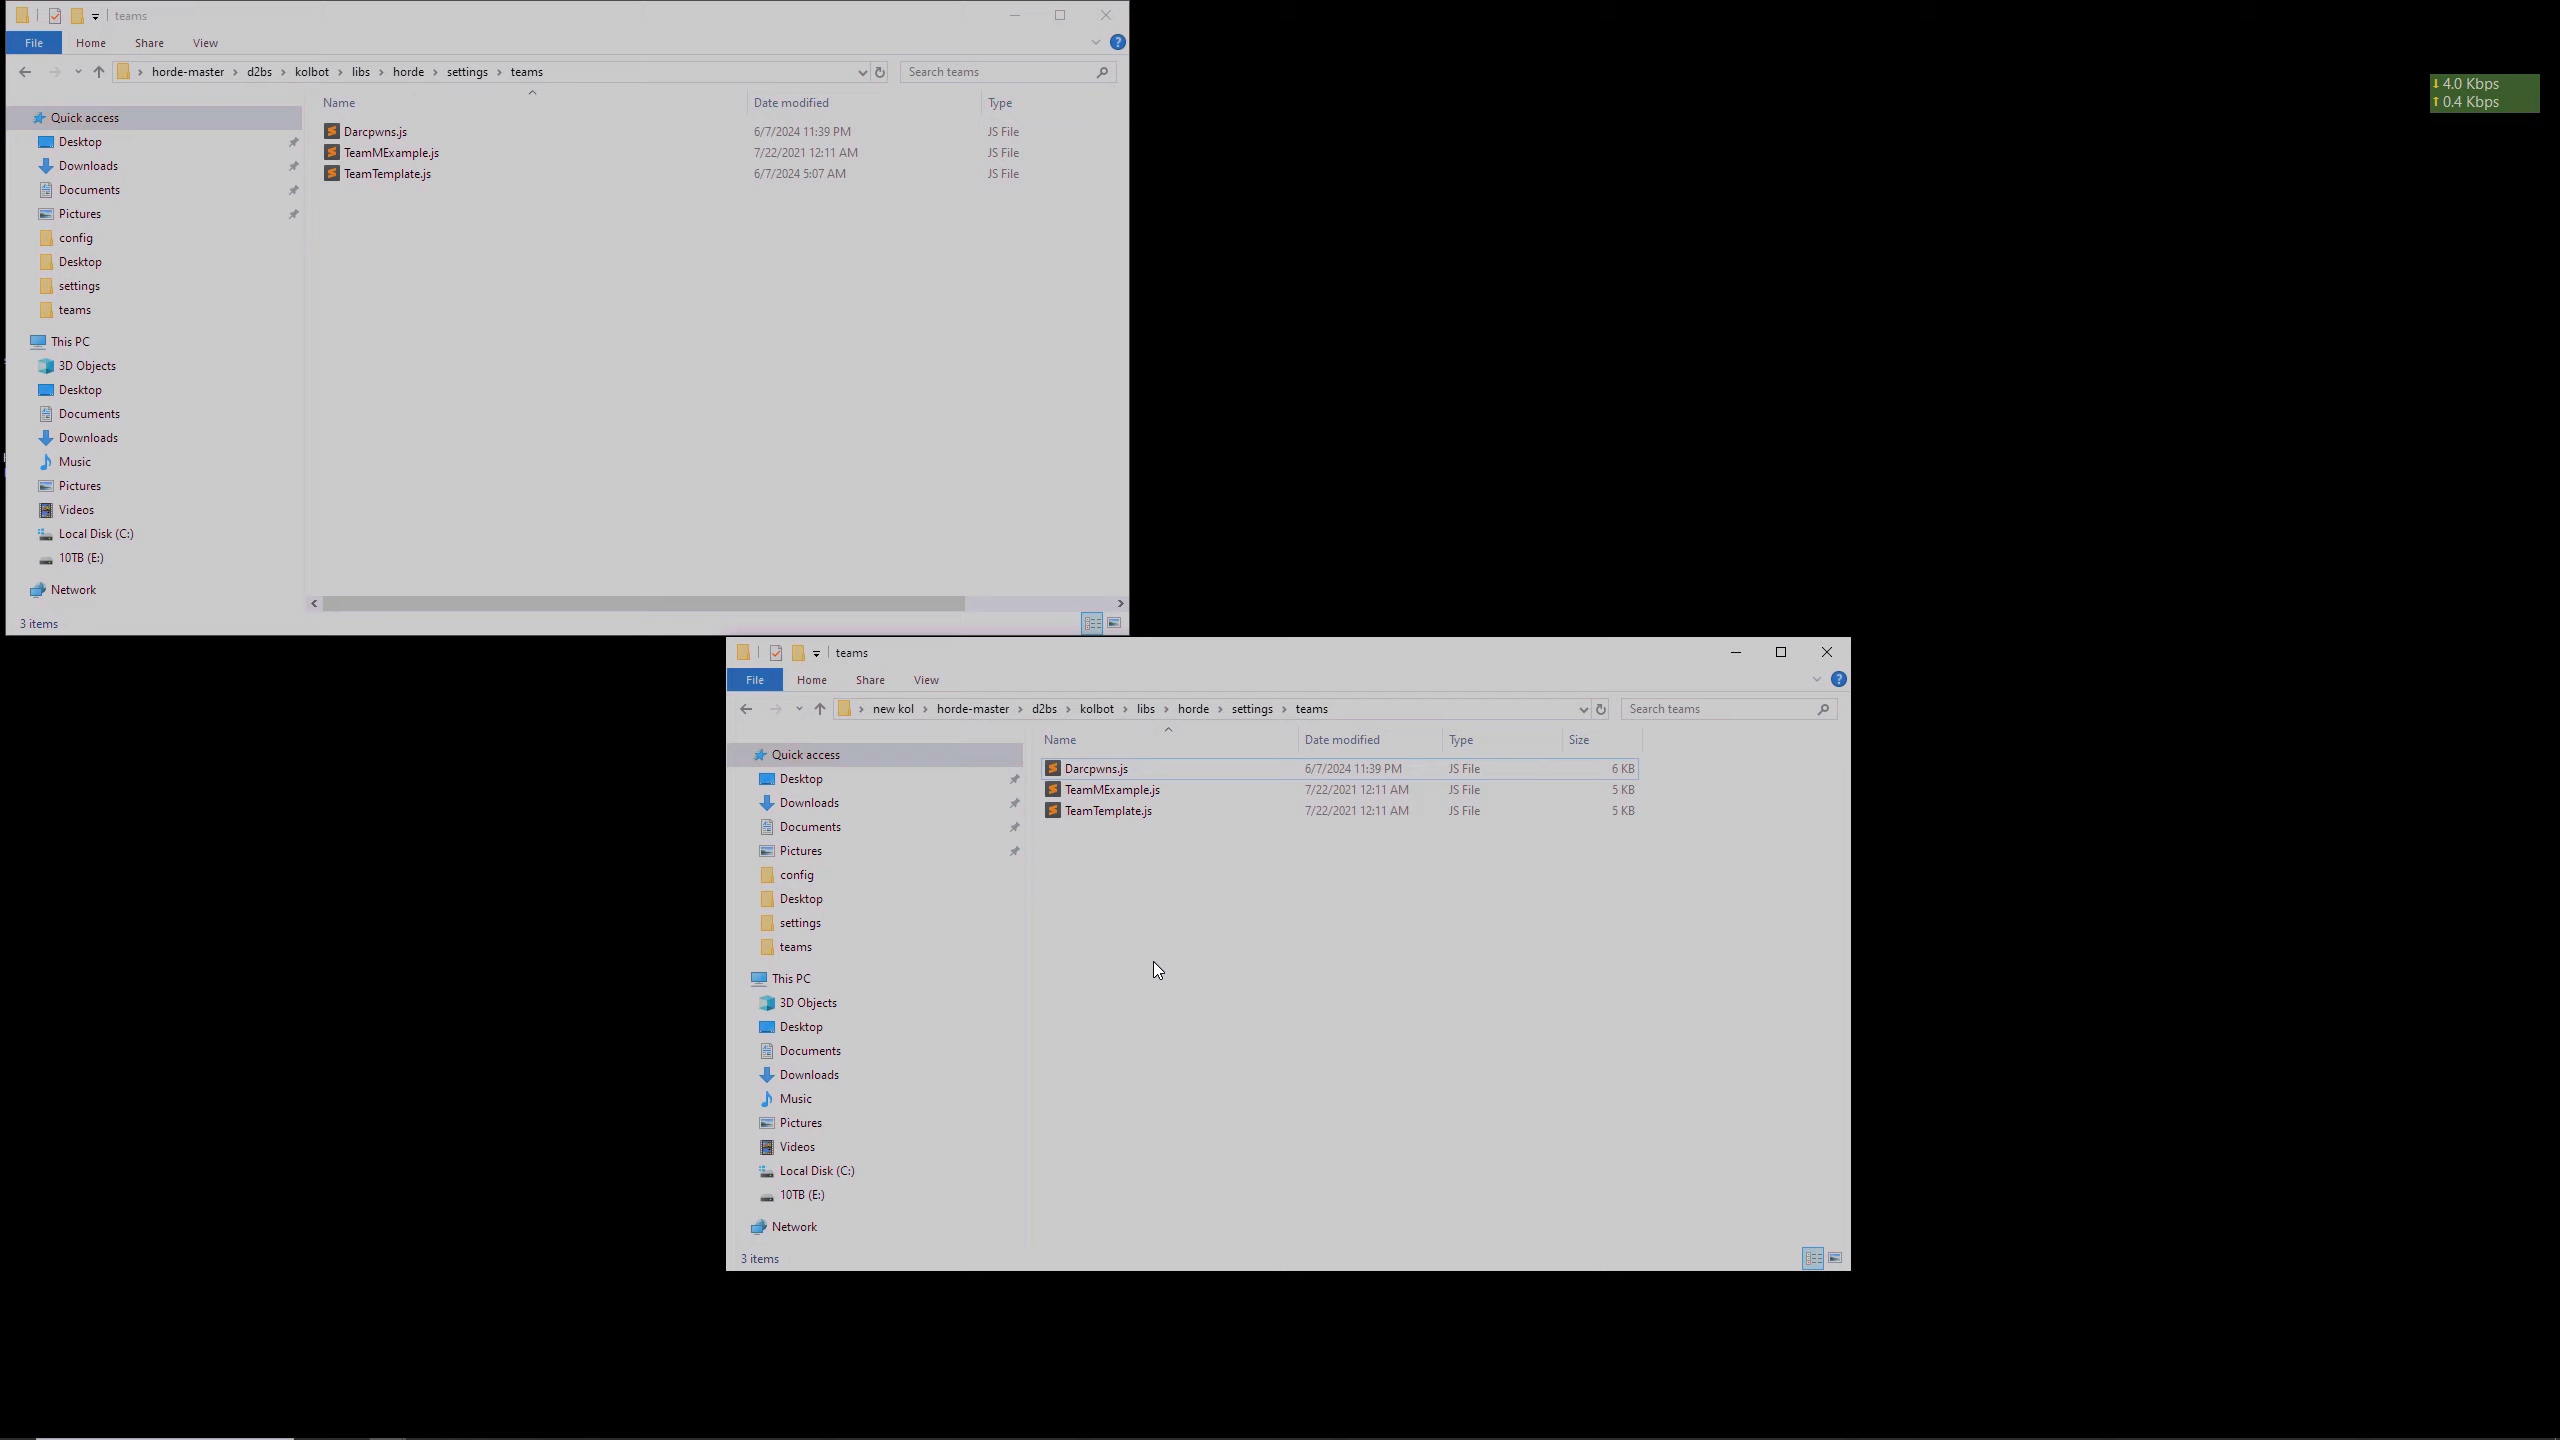 teams
File Home Share View
horde-master d2bs kolbot libs horde settings teams
Search teams
Name Date modified Type
Quick access
Desktop
Downloads
Documents
Pictures
config
Desktop
settings
teams
This PC
3D Objects
Desktop
Documents
Downloads
Music
Pictures
Videos
Local Disk (C:)
10TB (E:)
Network
Darcpwns.js 6/7/2024 11:39 PM JS File
TeamMExample.js 7/22/2021 12:11 AM JS File
TeamTemplate.js 6/7/2024 5:07 AM JS File
3 items
4.0 Kbps
0.4 Kbps
teams
File Home Share View
new kol horde-master d2bs kolbot libs horde settings teams
Search teams
Name Date modified Type Size
Quick access
Desktop
Downloads
Documents
Pictures
config
Desktop
settings
teams
This PC
3D Objects
Desktop
Documents
Downloads
Music
Pictures
Videos
Local Disk (C:)
10TB (E:)
Network
Darcpwns.js 6/7/2024 11:39 PM JS File 6 KB
TeamMExample.js 7/22/2021 12:11 AM JS File 5 KB
TeamTemplate.js 7/22/2021 12:11 AM JS File 5 KB
3 items